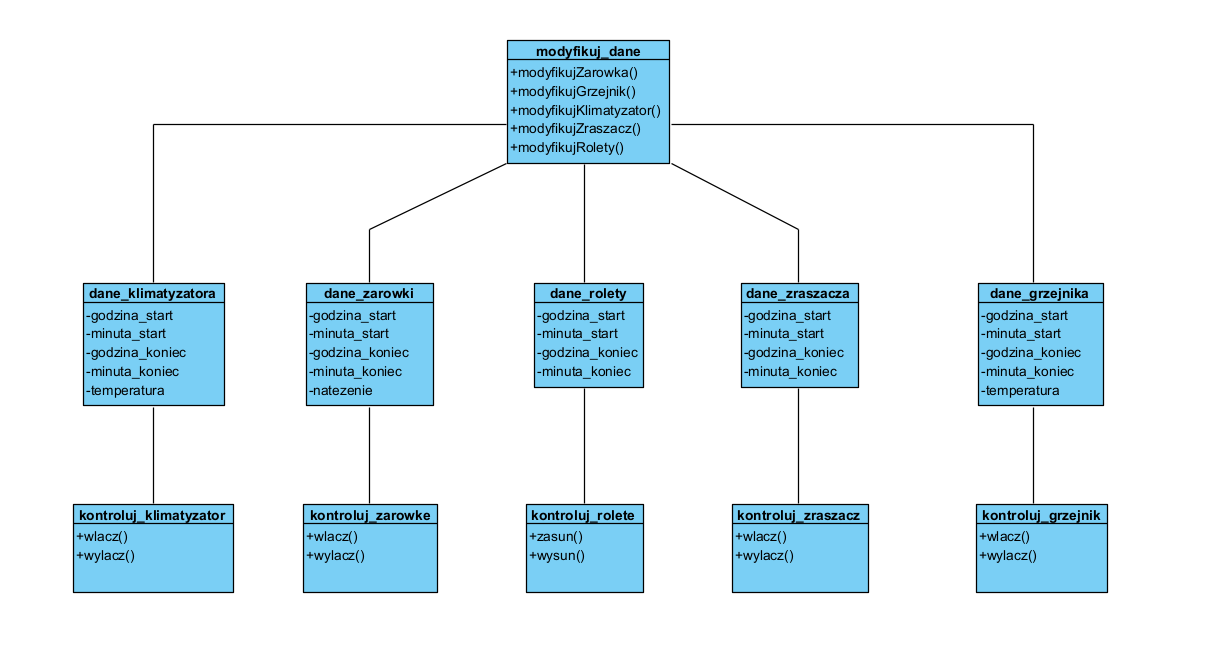 modyfikuj_dane
+modyfikujZarowka()
+modyfikujGrzejnik()
+modyfikujKlimatyzator()
+modyfikujZraszacz()
+modyfikujRolety()
dane_klimatyzatora
-godzina_start
-minuta_start
-godzina_koniec
-minuta_koniec
-temperatura
dane_zarowki
-godzina_start
-minuta_start
-godzina_koniec
-minuta_koniec
-natezenie
dane_rolety
-godzina_start
-minuta_start
-godzina_koniec
-minuta_koniec
dane_zraszacza
-godzina_start
-minuta_start
-godzina_koniec
-minuta_koniec
dane_grzejnika
-godzina_start
-minuta_start
-godzina_koniec
-minuta_koniec
-temperatura
kontroluj_klimatyzator
+wlacz()
+wylacz()
kontroluj_zarowke
+wlacz()
+wylacz()
kontroluj_rolete
+zasun()
+wysun()
kontroluj_zraszacz
+wlacz()
+wylacz()
kontroluj_grzejnik
+wlacz()
+wylacz()